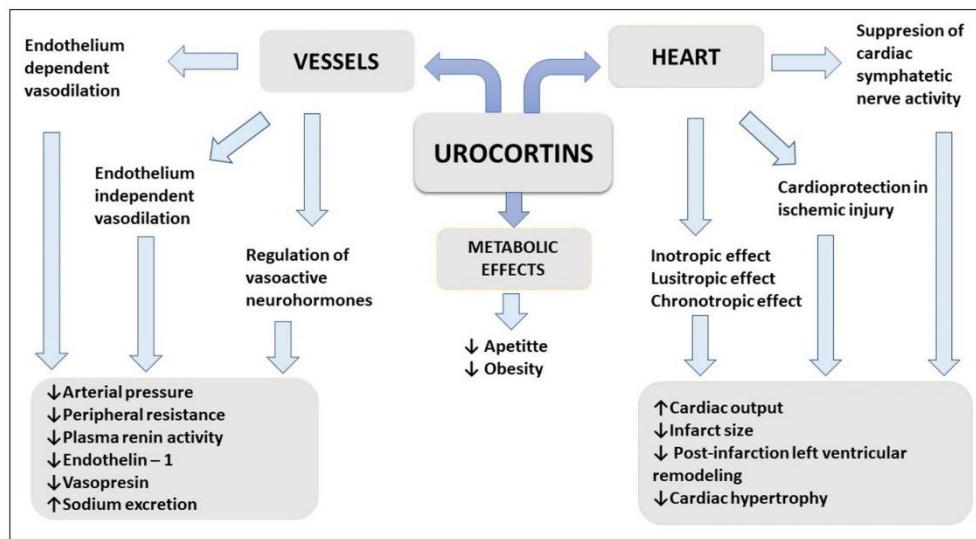 Endothelium
dependent
vasodilation
VESSELS
HEART
Suppresion of
cardiac
symphatetic
nerve activity
UROCORTINS
Endothelium
independent
vasodilation
Cardioprotection in
ischemic injury
Regulation of
vasoactive
neurohormones
METABOLIC
EFFECTS
Inotropic effect
Lusitropic effect
Chronotropic effect
↓ Apetitte
↓ Obesity
↓Arterial pressure
↓Peripheral resistance
↓Plasma renin activity
↓Endothelin – 1
↓Vasopresin
↑Sodium excretion
↑Cardiac output
↓Infarct size
↓ Post-infarction left ventricular
remodeling
↓Cardiac hypertrophy